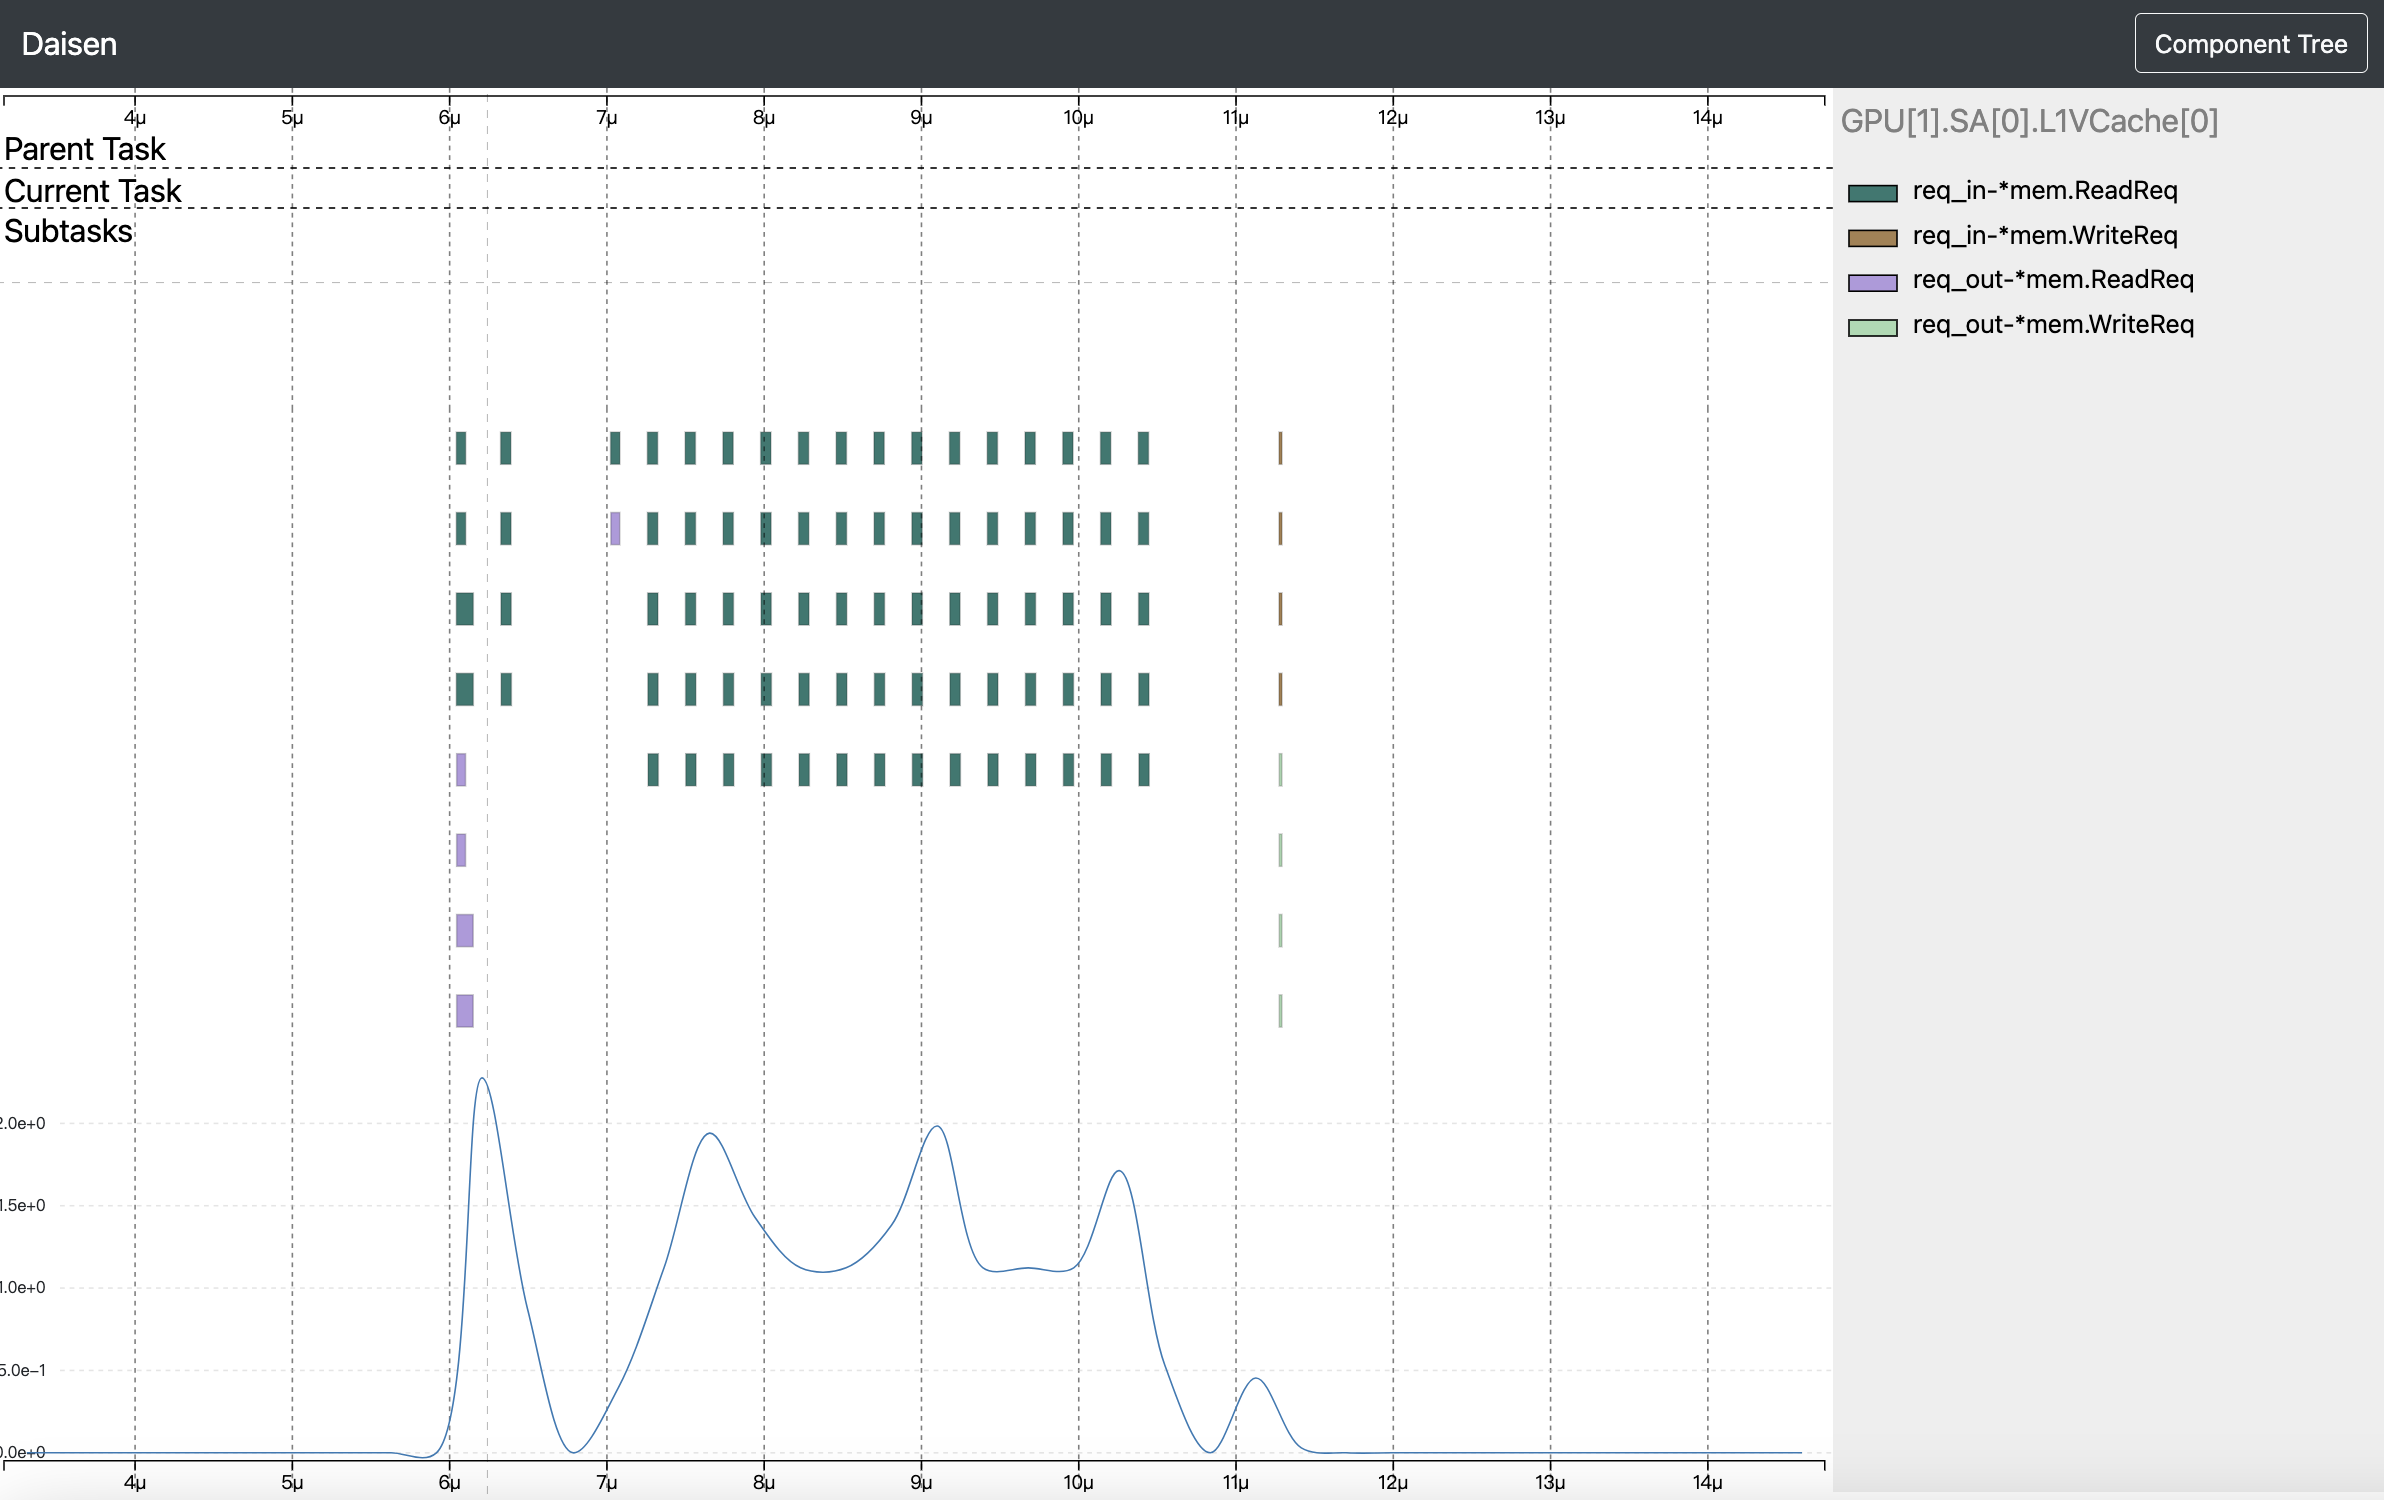 Daisen
Component Tree
4µ 5µ 6µ 7µ 8µ 9µ 10µ 11µ 12µ 13µ 14µ
GPU[1].SA[0].L1VCache[0]
Parent Task
Current Task
Subtasks
req_in-*mem.ReadReq
req_in-*mem.WriteReq
req_out-*mem.ReadReq
req_out-*mem.WriteReq
2.0e+0
1.5e+0
1.0e+0
5.0e−1
0.0e+0
4µ 5µ 6µ 7µ 8µ 9µ 10µ 11µ 12µ 13µ 14µ